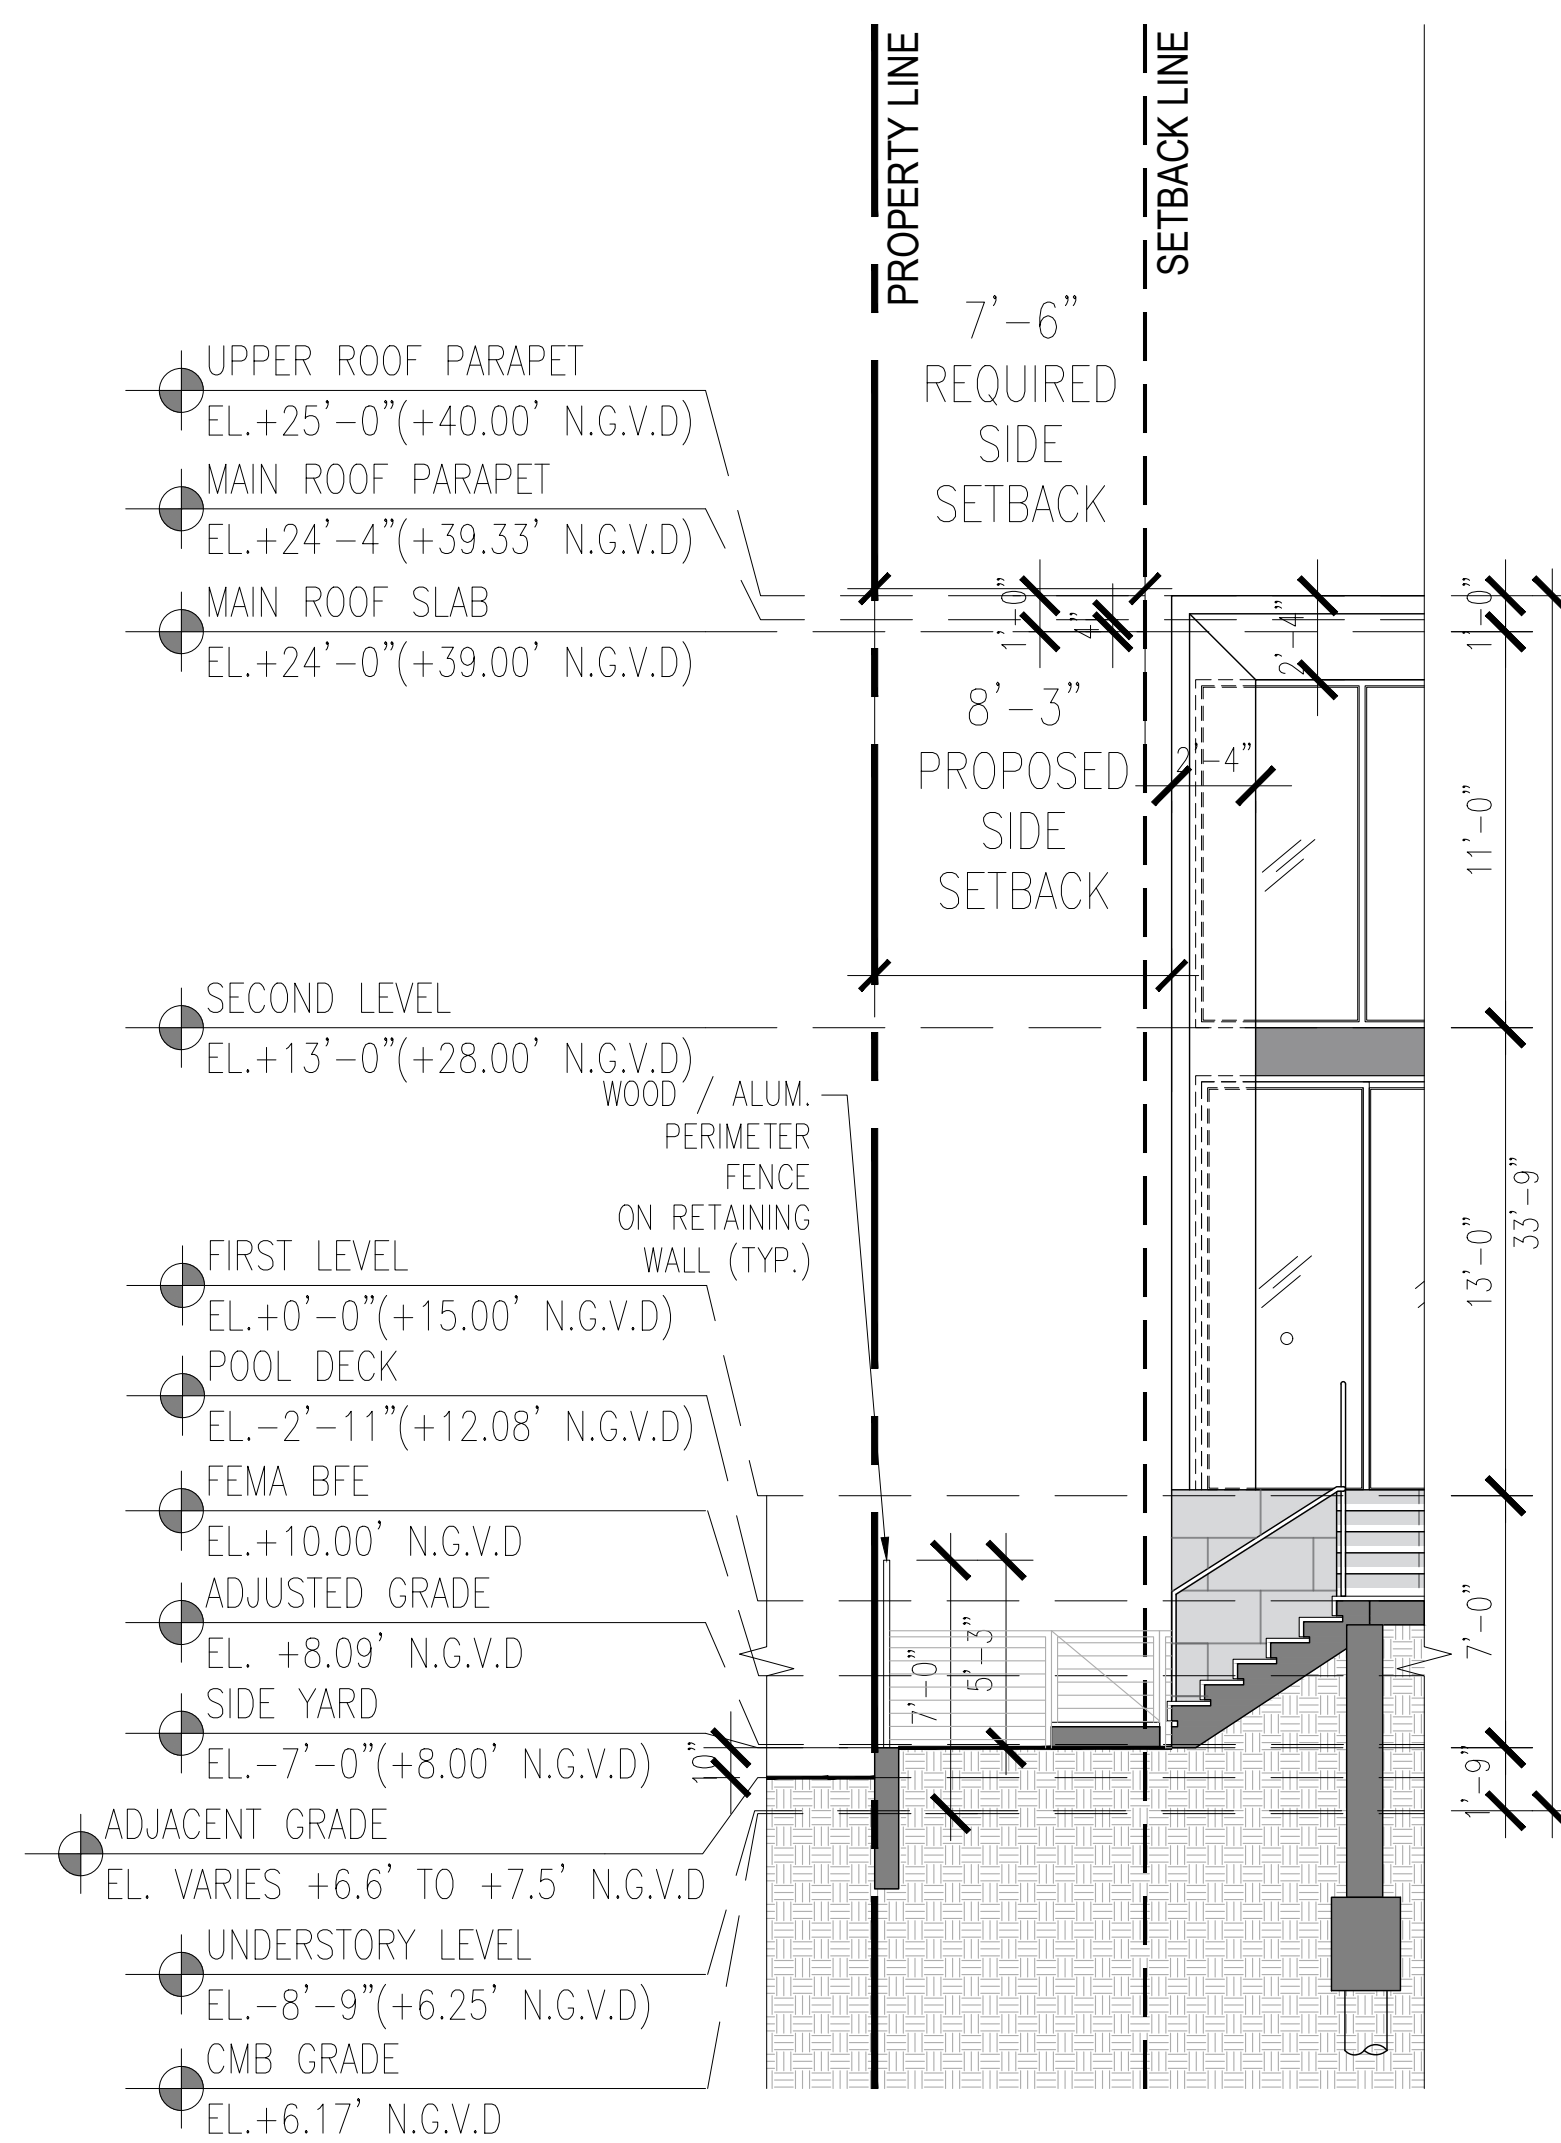 PROPERTY LINE
SETBACK LINE
7'-6"
REQUIRED
SIDE
SETBACK
UPPER ROOF PARAPET
EL.+25'-0"(+40.00' N.G.V.D)
MAIN ROOF PARAPET
EL.+24'-4"(+39.33' N.G.V.D)
MAIN ROOF SLAB
EL.+24'-0"(+39.00' N.G.V.D)
1'-0"
4"
2'-4"
1'-0"
8'-3"
PROPOSED
SIDE
SETBACK
2'-4"
11'-0"
SECOND LEVEL
EL.+13'-0"(+28.00' N.G.V.D)
WOOD / ALUM.
PERIMETER
FENCE
ON RETAINING
WALL (TYP.)
13'-0"
33'-9"
FIRST LEVEL
EL.+0'-0"(+15.00' N.G.V.D)
POOL DECK
EL.-2'-11"(+12.08' N.G.V.D)
FEMA BFE
EL.+10.00' N.G.V.D
ADJUSTED GRADE
EL. +8.09' N.G.V.D
7'-0"
5'-3"
7'-0"
SIDE YARD
EL.-7'-0"(+8.00' N.G.V.D)
10"
1'-9"
ADJACENT GRADE
EL. VARIES +6.6' TO +7.5' N.G.V.D
UNDERSTORY LEVEL
EL.-8'-9"(+6.25' N.G.V.D)
CMB GRADE
EL.+6.17' N.G.V.D